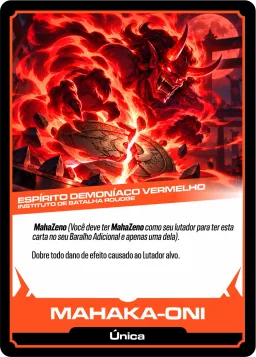 ESPÍRITO DEMONÍACO VERMELHO
INSTITUTO DE BATALHA ROUDGE
MahaZeno (Você deve ter MahaZeno como seu lutador para ter esta
carta no seu Baralho Adicional e apenas uma dela).
Dobre todo dano de efeito causado ao Lutador alvo.
MAHAKA-ONI
Única